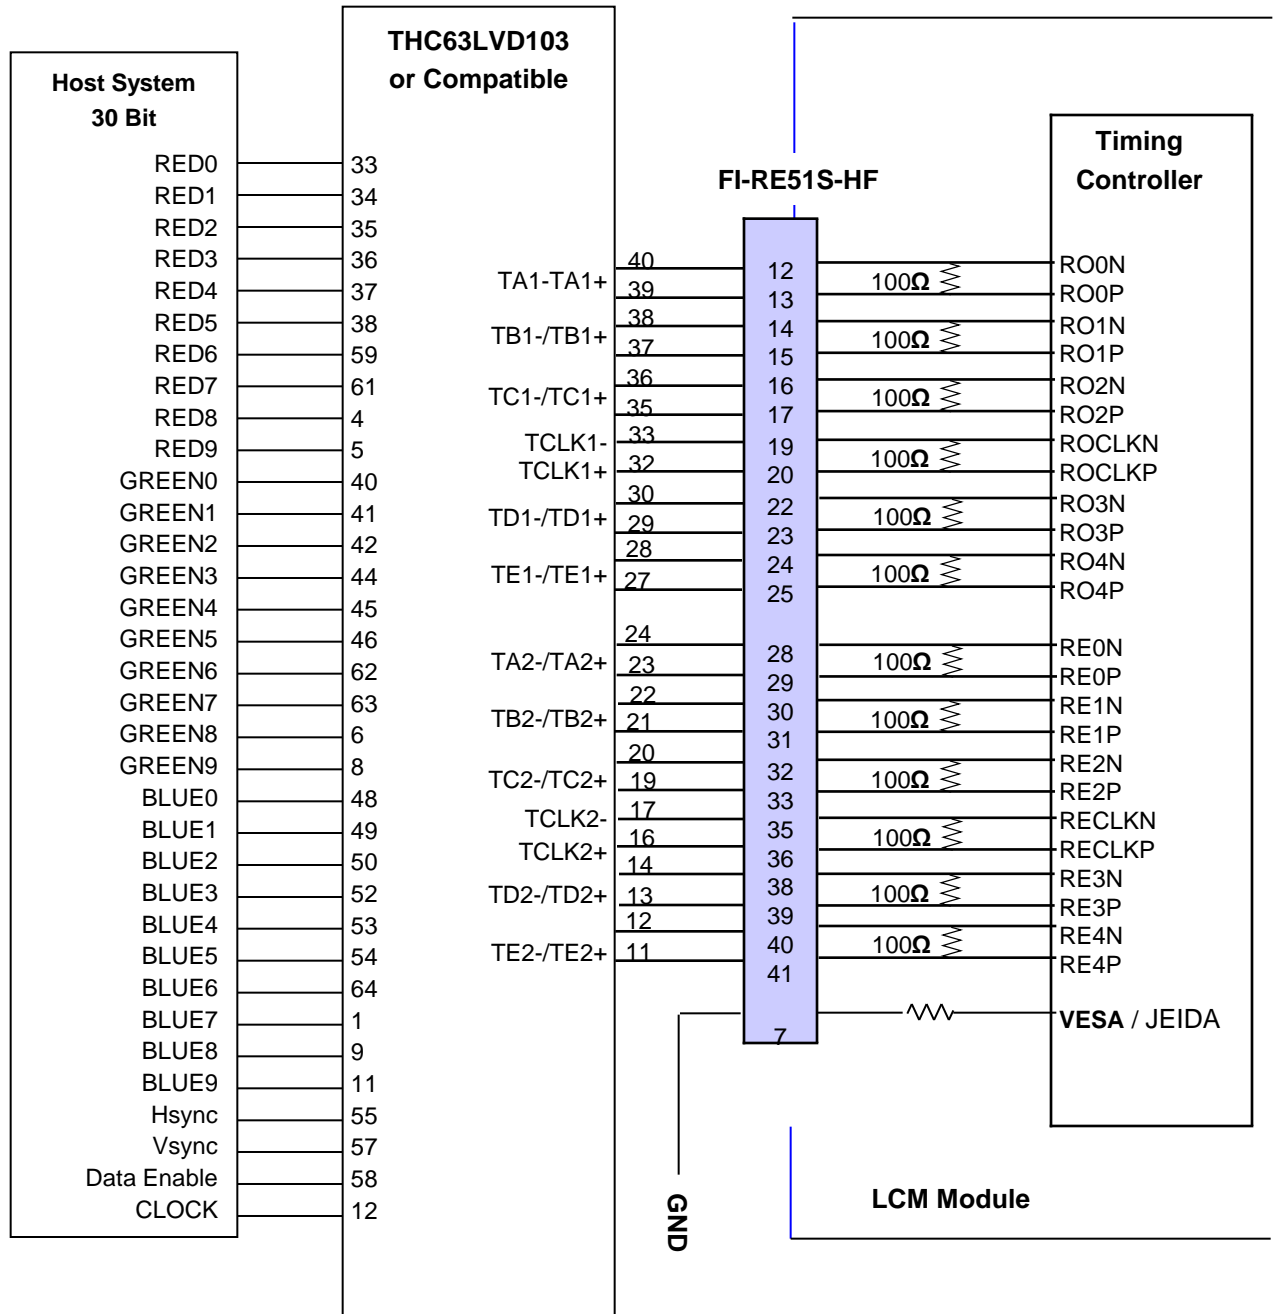 THC63LVD103
or Compatible
Host System
30 Bit
Timing
Controller
FI-RE51S-HF
RED0 33
RED1 34
RED2 35
RED3 36
RED4 37
RED5 38
RED6 59
RED7 61
RED8 4
RED9 5
GREEN0 40
GREEN1 41
GREEN2 42
GREEN3 44
GREEN4 45
GREEN5 46
GREEN6 62
GREEN7 63
GREEN8 6
GREEN9 8
BLUE0 48
BLUE1 49
BLUE2 50
BLUE3 52
BLUE4 53
BLUE5 54
BLUE6 64
BLUE7 1
BLUE8 9
BLUE9 11
Hsync 55
Vsync 57
Data Enable 58
CLOCK 12
40 12 RO0N
TA1-TA1+ 100Ω
39 13 RO0P
38 14 RO1N
TB1-/TB1+ 100Ω
37 15 RO1P
36 16 RO2N
TC1-/TC1+ 100Ω
35 17 RO2P
TCLK1- 33 19 ROCLKN
100Ω
TCLK1+ 32 20 ROCLKP
30 22 RO3N
TD1-/TD1+ 100Ω
29 23 RO3P
28 24 RO4N
TE1-/TE1+ 100Ω
27 25 RO4P
24 28 RE0N
TA2-/TA2+ 100Ω
23 29 RE0P
22 30 RE1N
TB2-/TB2+ 100Ω
21 31 RE1P
20 32 RE2N
TC2-/TC2+ 100Ω
19 33 RE2P
TCLK2- 17 35 RECLKN
100Ω
TCLK2+ 16 36 RECLKP
14 38 RE3N
TD2-/TD2+ 100Ω
13 39 RE3P
12 40 RE4N
TE2-/TE2+ 100Ω
11 41 RE4P
7 VESA / JEIDA
GND
LCM Module